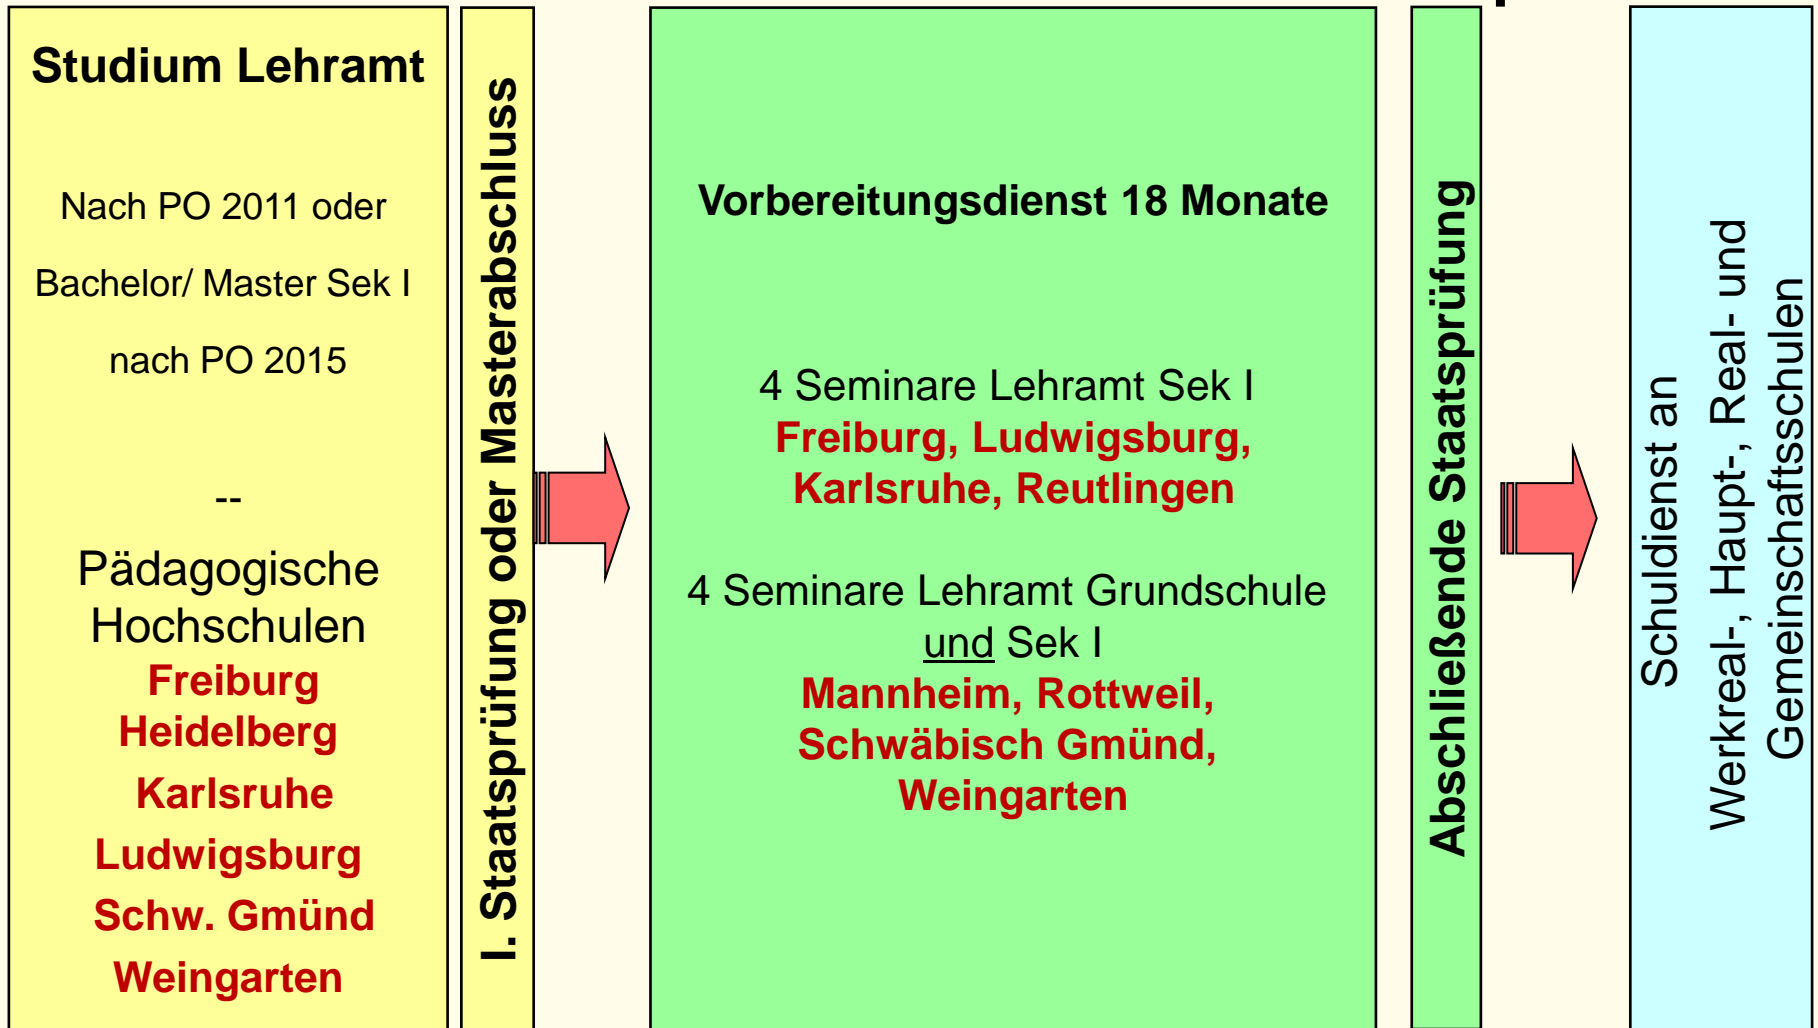 Studium Lehramt
Nach PO 2011 oder
Bachelor/ Master Sek I
nach PO 2015
--
Pädagogische
Hochschulen
Freiburg
Heidelberg
Karlsruhe
Ludwigsburg
Schw. Gmünd
Weingarten
I. Staatsprüfung oder Masterabschluss
Vorbereitungsdienst 18 Monate
4 Seminare Lehramt Sek I
Freiburg, Ludwigsburg,
Karlsruhe, Reutlingen
4 Seminare Lehramt Grundschule
und Sek I
Mannheim, Rottweil,
Schwäbisch Gmünd,
Weingarten
Abschließende Staatsprüfung
Schuldienst an
Werkreal-, Haupt-, Real- und
Gemeinschaftsschulen